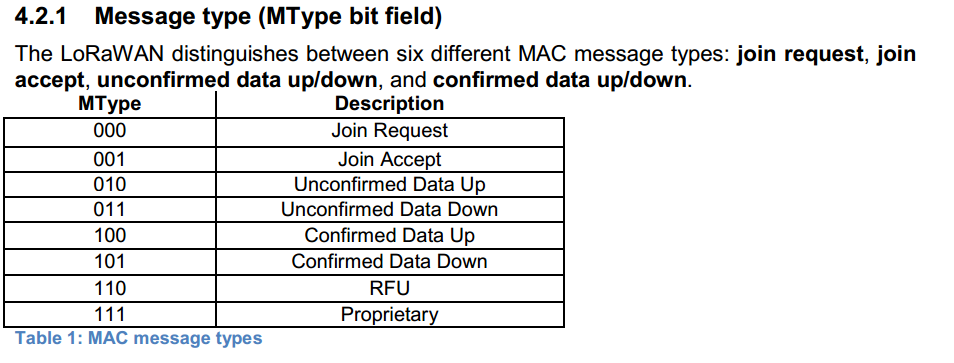 4.2.1 Message type (MType bit field)
The LoRaWAN distinguishes between six different MAC message types: join request, join
accept, unconfirmed data up/down, and confirmed data up/down.
MType Description
000 Join Request
001 Join Accept
010 Unconfirmed Data Up
011 Unconfirmed Data Down
100 Confirmed Data Up
101 Confirmed Data Down
110 RFU
111 Proprietary
Table 1: MAC message types